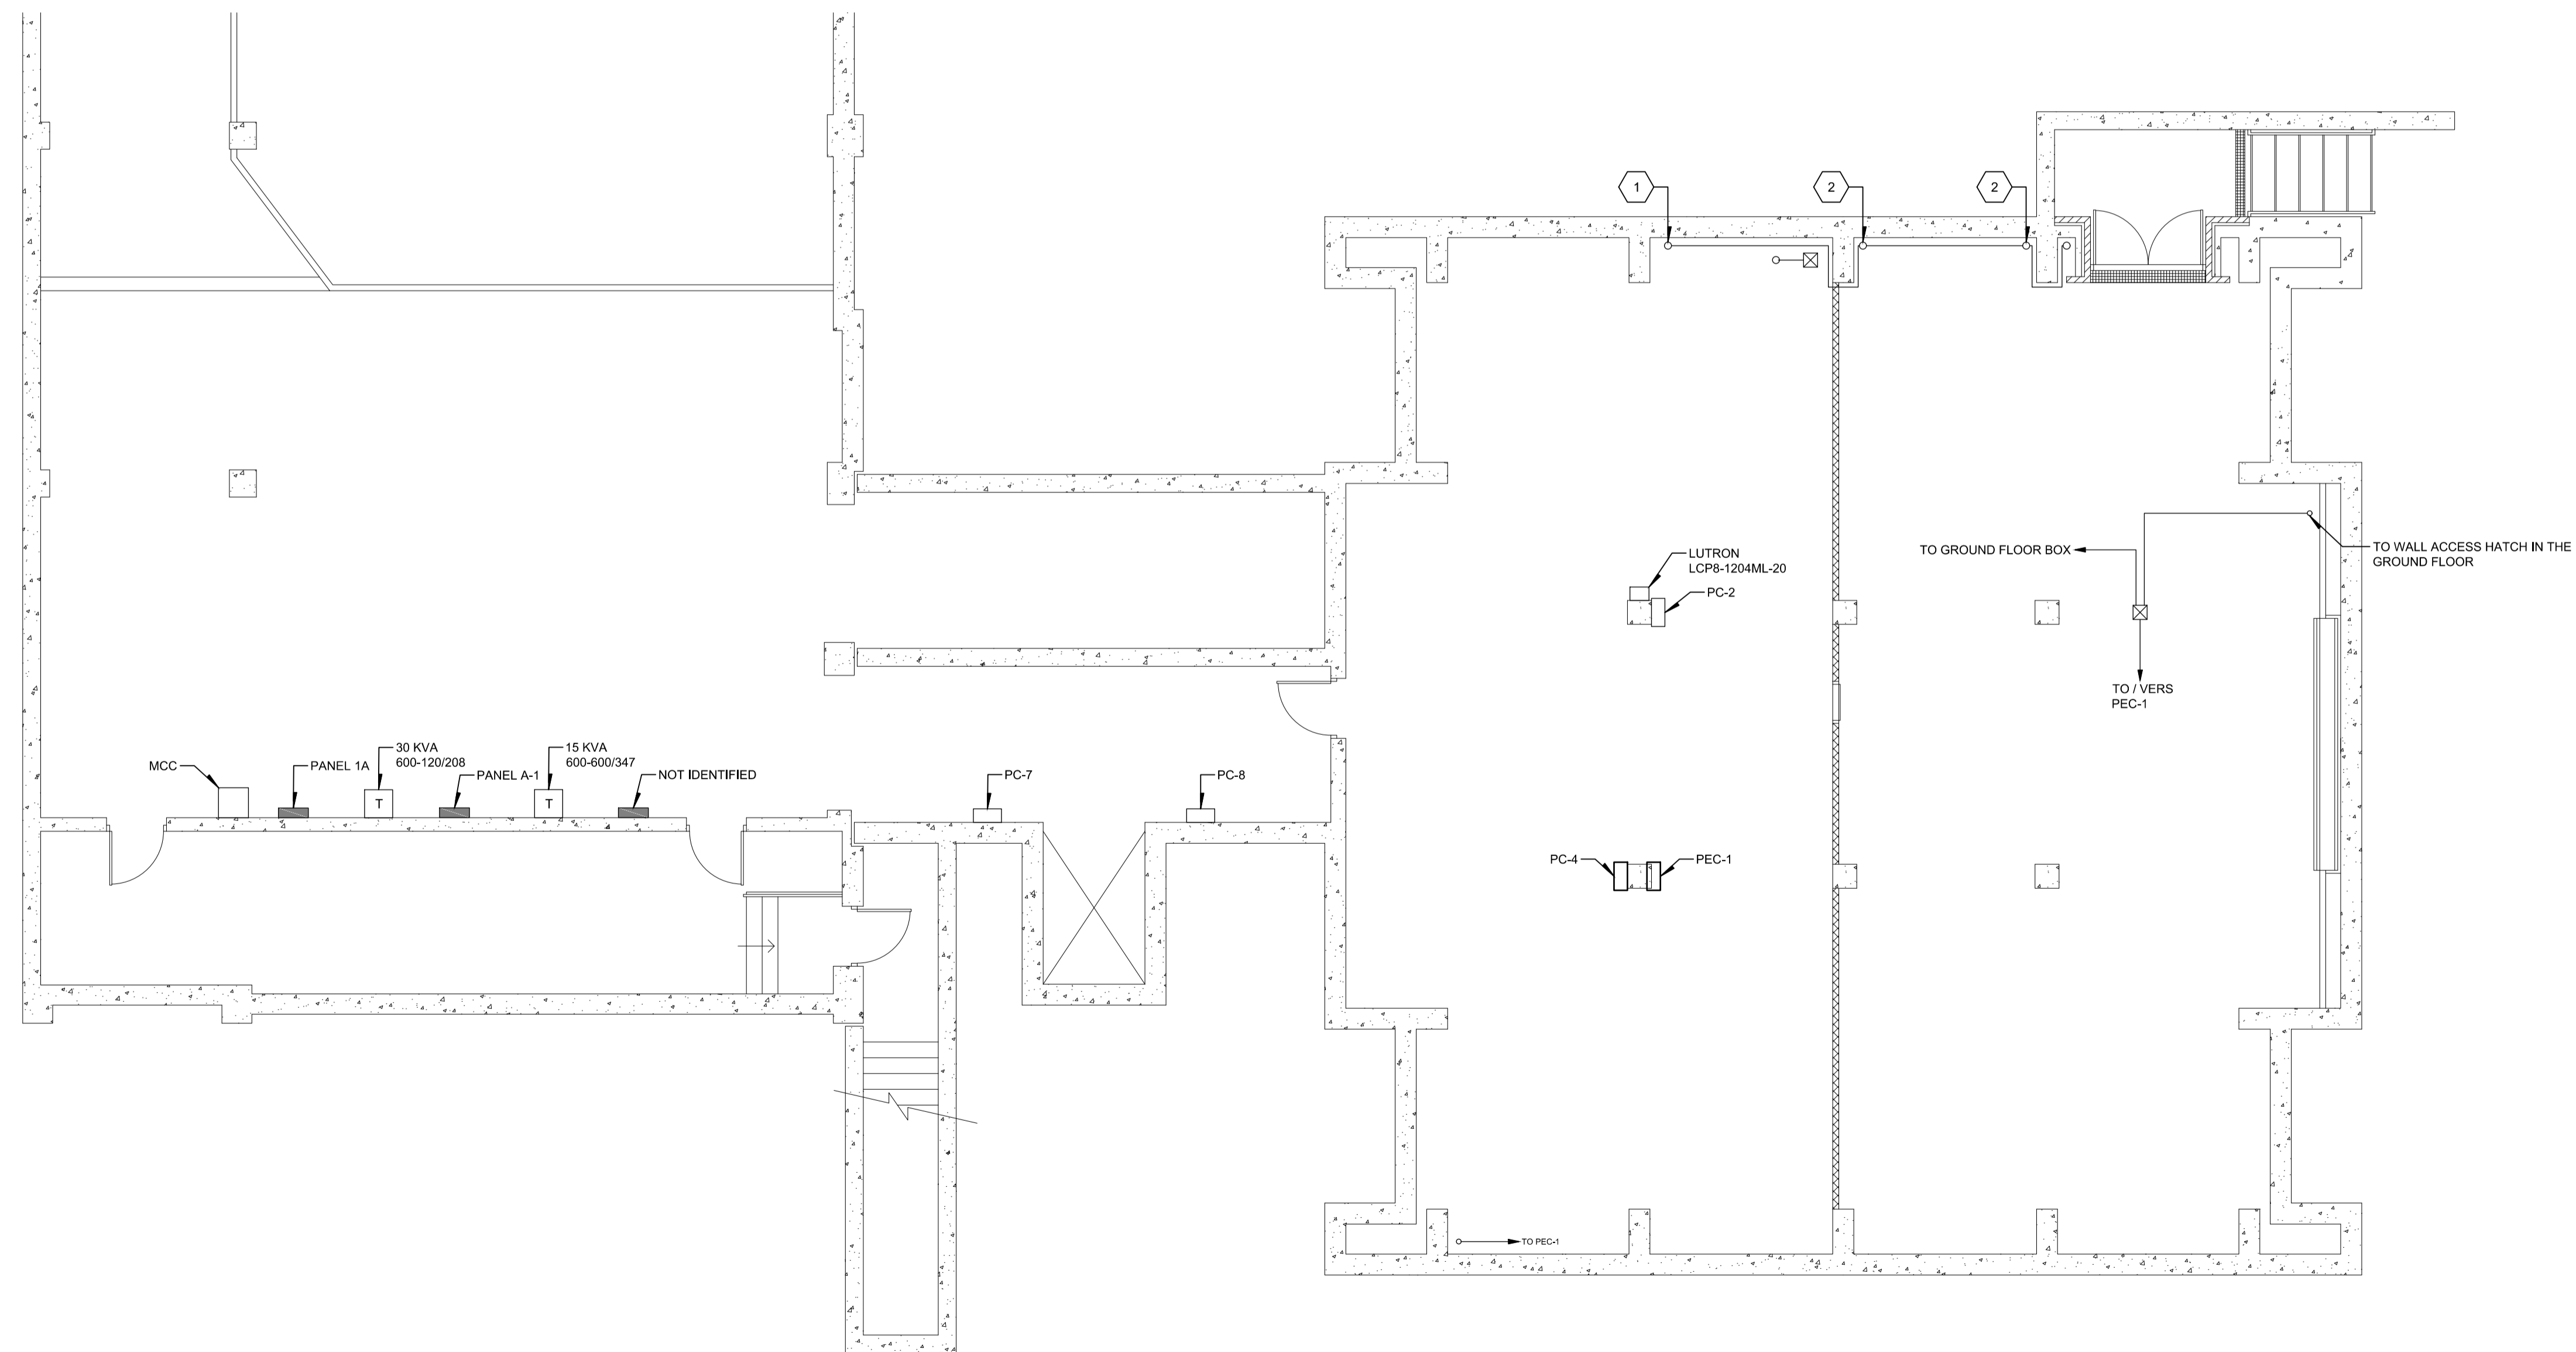 1
2
2
LUTRON
LCP8-1204ML-20
PC-2
TO GROUND FLOOR BOX
TO WALL ACCESS HATCH IN THE
GROUND FLOOR
TO / VERS
PEC-1
MCC
PANEL 1A
30 KVA
600-120/208
PANEL A-1
15 KVA
600-600/347
NOT IDENTIFIED
T
T
PC-7
PC-8
PC-4
PEC-1
TO PEC-1